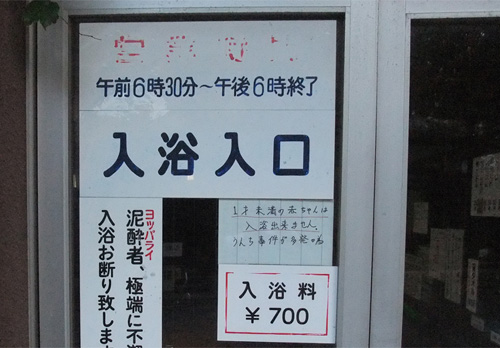 午前6時30分～午後6時終了
入浴入口
ヨッパライ
泥酔者、極端に不潔
入浴お断り致しま
1才未満の赤ちゃんは
入浴出来ません。
うんち事件が多発の為
入浴料
￥700